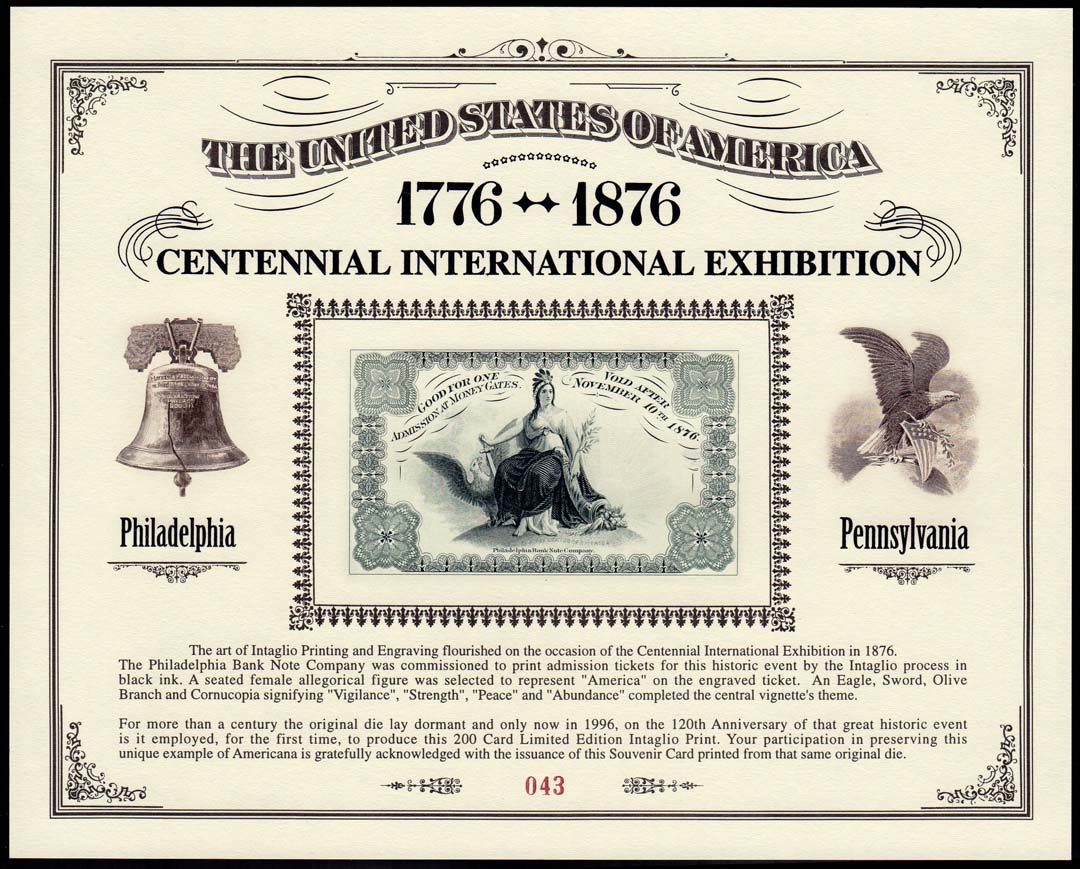 THE UNITED STATES OF AMERICA
1776 1876
CENTENNIAL INTERNATIONAL EXHIBITION
GOOD FOR ONE
ADMISSION AT MONEY GATES.
VOID AFTER
NOVEMBER 10TH 1876.
Philadelphia Bank Note Company.
Philadelphia
Pennsylvania
The art of Intaglio Printing and Engraving flourished on the occasion of the Centennial International Exhibition in 1876.
The Philadelphia Bank Note Company was commissioned to print admission tickets for this historic event by the Intaglio process in
black ink. A seated female allegorical figure was selected to represent "America" on the engraved ticket. An Eagle, Sword, Olive
Branch and Cornucopia signifying "Vigilance", "Strength", "Peace" and "Abundance" completed the central vignette's theme.
For more than a century the original die lay dormant and only now in 1996, on the 120th Anniversary of that great historic event
is it employed, for the first time, to produce this 200 Card Limited Edition Intaglio Print. Your participation in preserving this
unique example of Americana is gratefully acknowledged with the issuance of this Souvenir Card printed from that same original die.
043